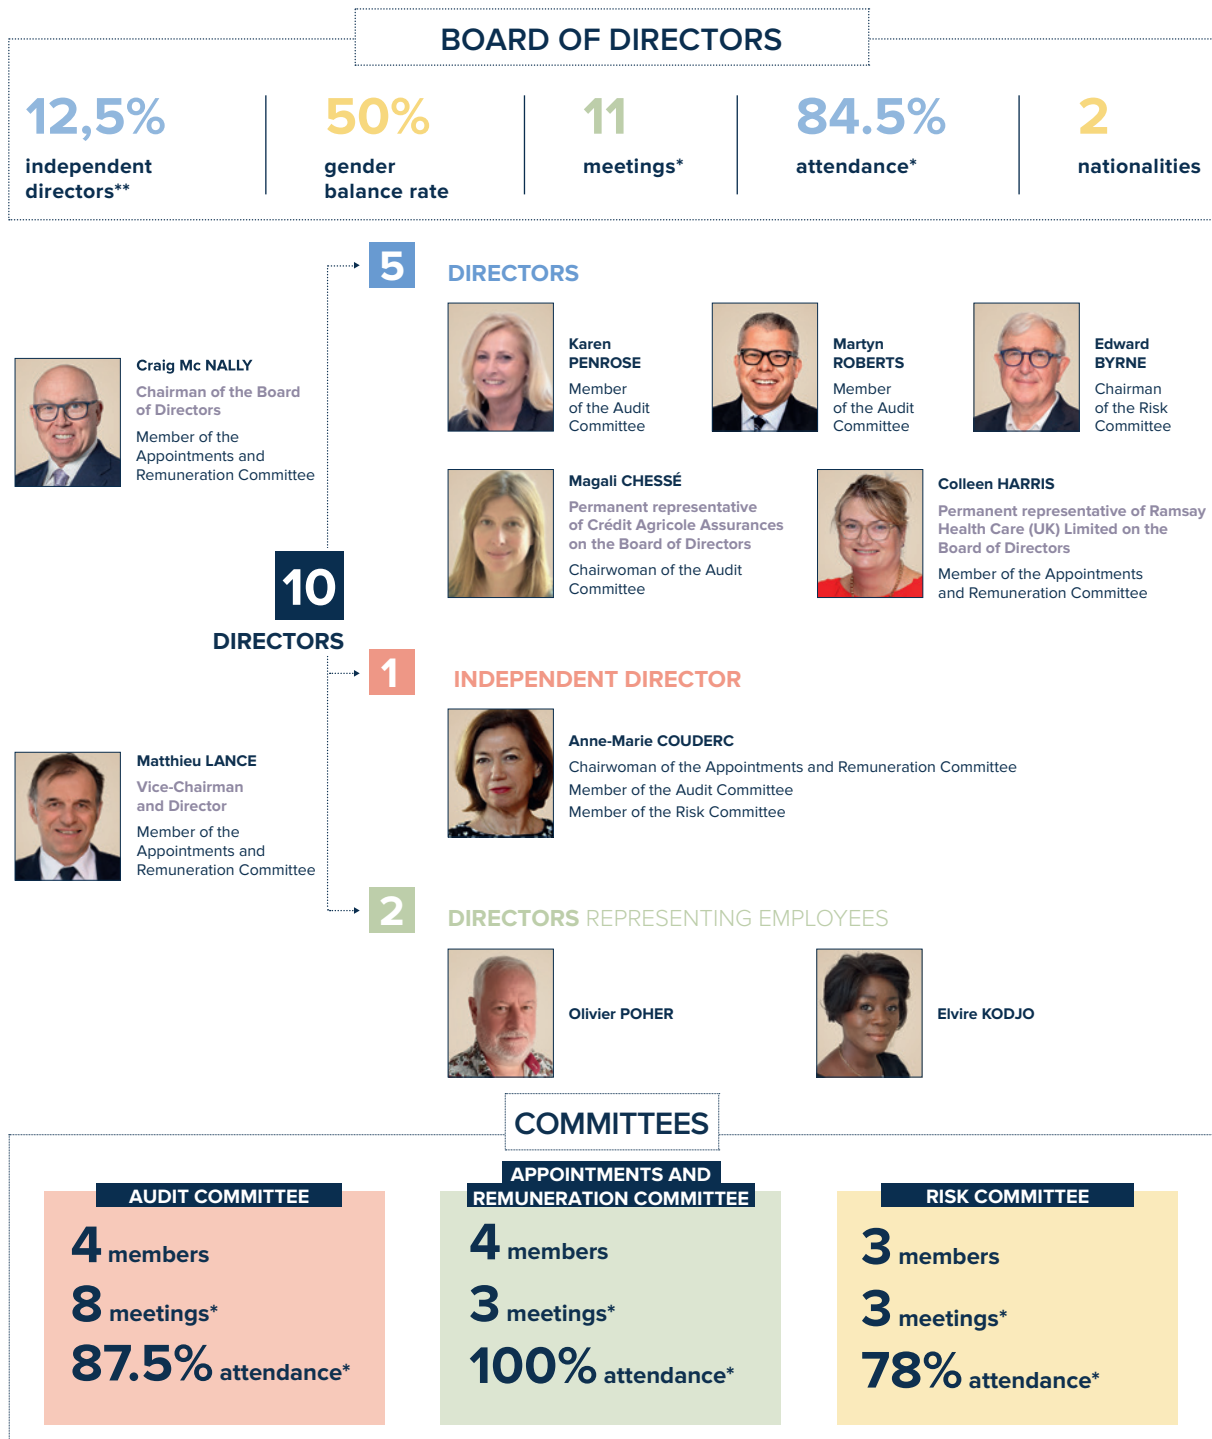 BOARD OF DIRECTORS
12,5%
independent
directors**
50%
gender
balance rate
11
meetings*
84.5%
attendance*
2
nationalities
Craig Mc NALLY
Chairman of the Board
of Directors
Member of the
Appointments and
Remuneration Committee
10
DIRECTORS
Matthieu LANCE
Vice-Chairman
and Director
Member of the
Appointments and
Remuneration Committee
5
DIRECTORS
Karen
PENROSE
Member
of the Audit
Committee
Martyn
ROBERTS
Member
of the Audit
Committee
Edward
BYRNE
Chairman
of the Risk
Committee
Magali CHESSÉ
Permanent representative
of Crédit Agricole Assurances
on the Board of Directors
Chairwoman of the Audit
Committee
Colleen HARRIS
Permanent representative of Ramsay
Health Care (UK) Limited on the
Board of Directors
Member of the Appointments
and Remuneration Committee
1
INDEPENDENT DIRECTOR
Anne-Marie COUDERC
Chairwoman of the Appointments and Remuneration Committee
Member of the Audit Committee
Member of the Risk Committee
2
DIRECTORS REPRESENTING EMPLOYEES
Olivier POHER
Elvire KODJO
COMMITTEES
AUDIT COMMITTEE
4 members
8 meetings*
87.5% attendance*
APPOINTMENTS AND
REMUNERATION COMMITTEE
4 members
3 meetings*
100% attendance*
RISK COMMITTEE
3 members
3 meetings*
78% attendance*